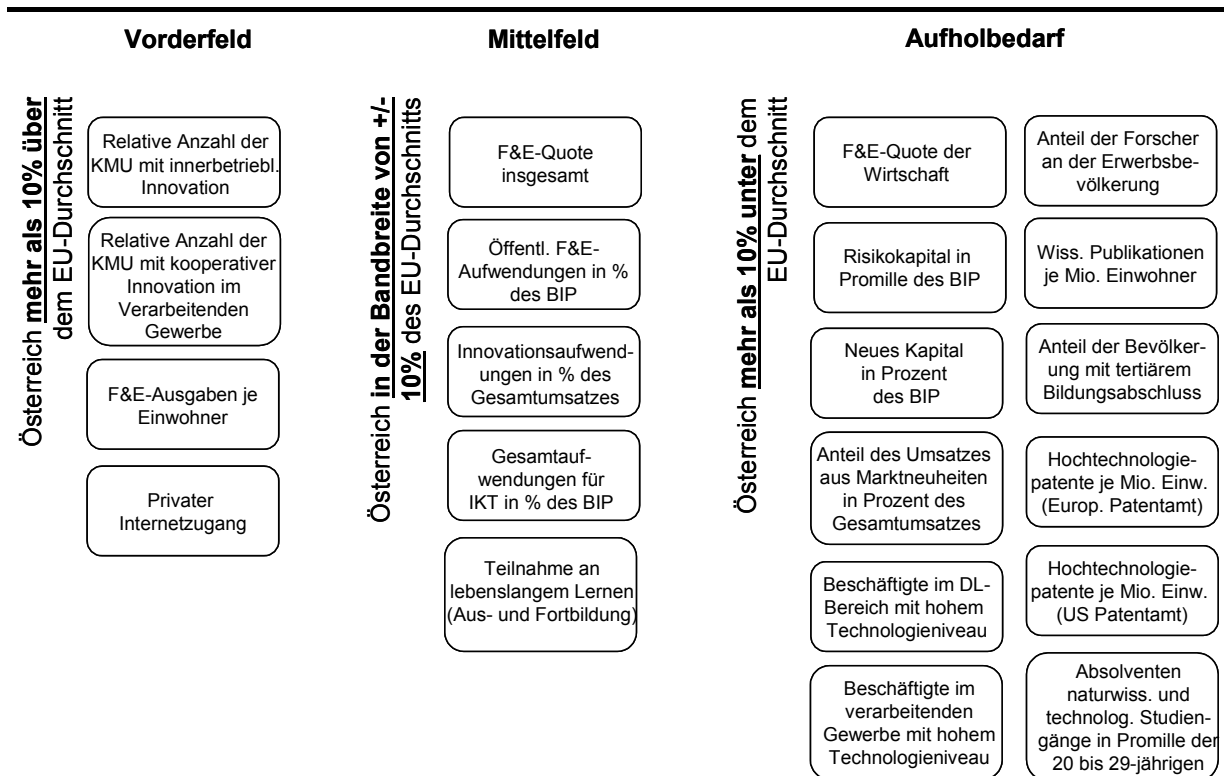 Vorderfeld
Österreich mehr als 10% über
dem EU-Durchschnitt
Relative Anzahl der
KMU mit innerbetriebl.
Innovation
Relative Anzahl der
KMU mit kooperativer
Innovation im
Verarbeitenden
Gewerbe
F&E-Ausgaben je
Einwohner
Privater
Internetzugang
Mittelfeld
Österreich in der Bandbreite von +/-
10% des EU-Durchschnitts
F&E-Quote
insgesamt
Öffentl. F&E-
Aufwendungen in %
des BIP
Innovationsaufwend-
ungen in % des
Gesamtumsatzes
Gesamtauf-
wendungen für
IKT in % des BIP
Teilnahme an
lebenslangem Lernen
(Aus- und Fortbildung)
Aufholbedarf
Österreich mehr als 10% unter dem
EU-Durchschnitt
F&E-Quote der
Wirtschaft
Risikokapital in
Promille des BIP
Neues Kapital
in Prozent
des BIP
Anteil des Umsatzes
aus Marktneuheiten
in Prozent des
Gesamtumsatzes
Beschäftigte im DL-
Bereich mit hohem
Technologieniveau
Beschäftigte im
verarbeitenden
Gewerbe mit hohem
Technologieniveau
Anteil der Forscher
an der Erwerbsbe-
völkerung
Wiss. Publikationen
je Mio. Einwohner
Anteil der Bevölker-
ung mit tertiärem
Bildungsabschluss
Hochtechnologie-
patente je Mio. Einw.
(Europ. Patentamt)
Hochtechnologie-
patente je Mio. Einw.
(US Patentamt)
Absolventen
naturwiss. und
technolog. Studien-
gänge in Promille der
20 bis 29-jährigen